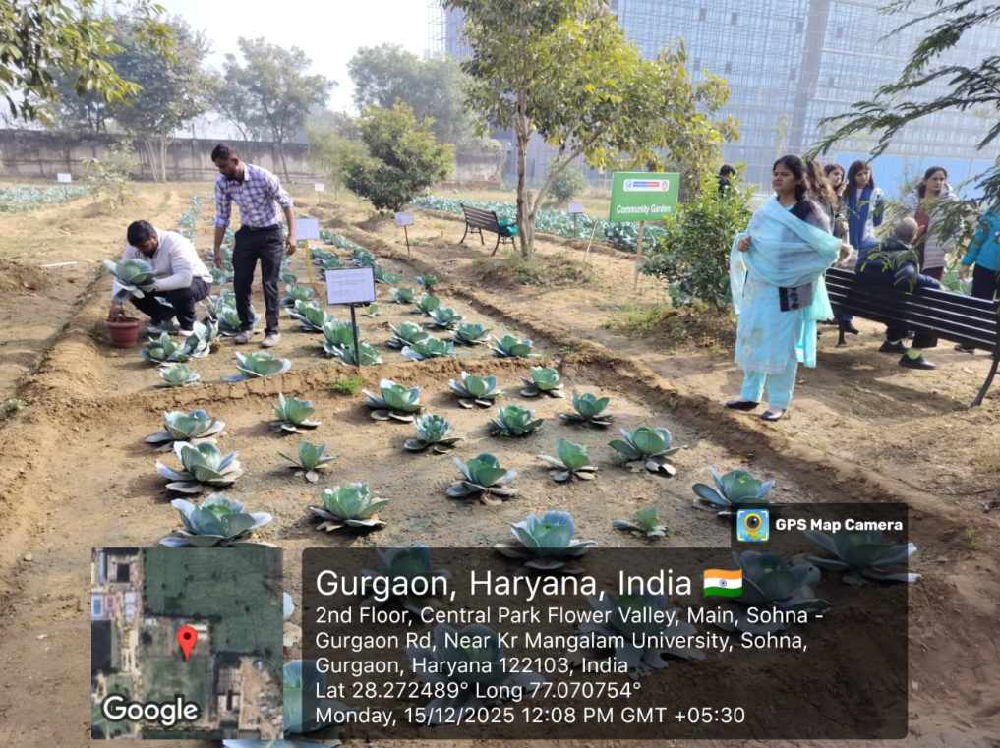 Community Garden
GPS Map Camera
Gurgaon, Haryana, India
2nd Floor, Central Park Flower Valley, Main, Sohna -
Gurgaon Rd, Near Kr Mangalam University, Sohna,
Gurgaon, Haryana 122103, India
Lat 28.272489° Long 77.070754°
Monday, 15/12/2025 12:08 PM GMT +05:30
Google